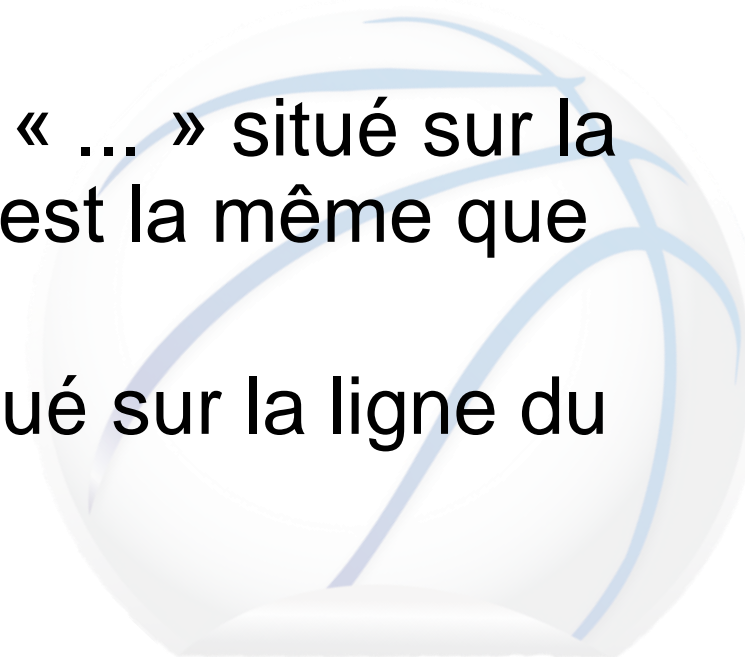 « ... » situé sur la
est la même que
ué sur la ligne du